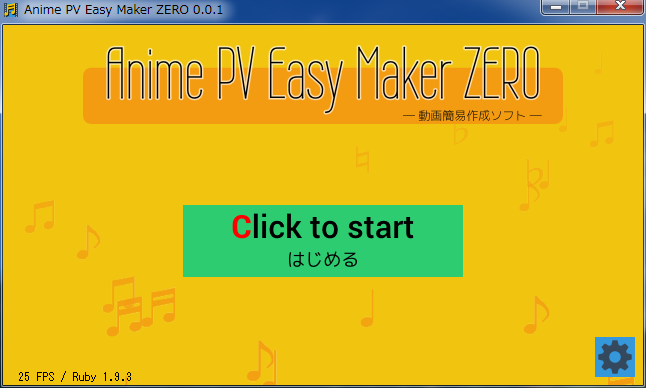 Anime PV Easy Maker ZERO 0.0.1
Anime PV Easy Maker ZERO
— 動画簡易作成ソフト —
Click to start
はじめる
25 FPS / Ruby 1.9.3